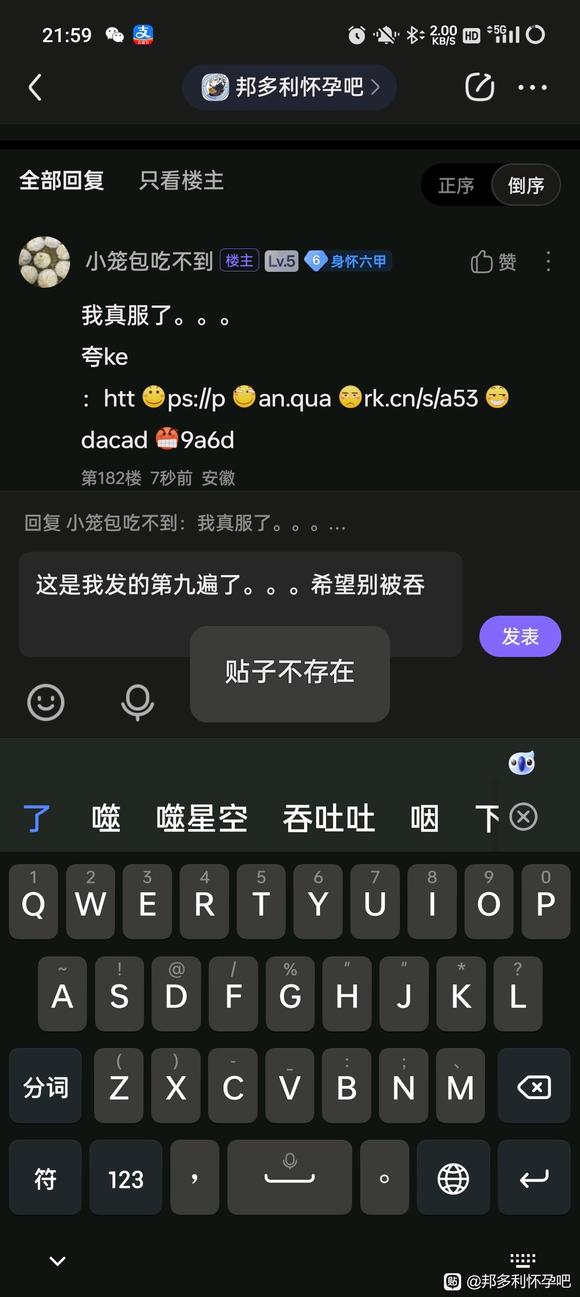 21:59
2.00 KB/S HD 5G
邦多利怀孕吧
全部回复 只看楼主 正序 倒序
小笼包吃不到 楼主 Lv.5 6 身怀六甲 赞
我真服了。。。
夸ke
：htt ps://p an.qua rk.cn/s/a53
dacad 9a6d
第182楼 7秒前 安徽
回复 小笼包吃不到：我真服了。。。...
这是我发的第九遍了。。。希望别被吞
发表
贴子不存在
了 噬 噬星空 吞吐吐 咽 下
1 2 3 4 5 6 7 8 9 0
Q W E R T Y U I O P
~ ! @ / % " " * ?
A S D F G H J K L
( ) - _ : ; 、
分词 Z X C V B N M
符 123 ， 。
贴 @邦多利怀孕吧